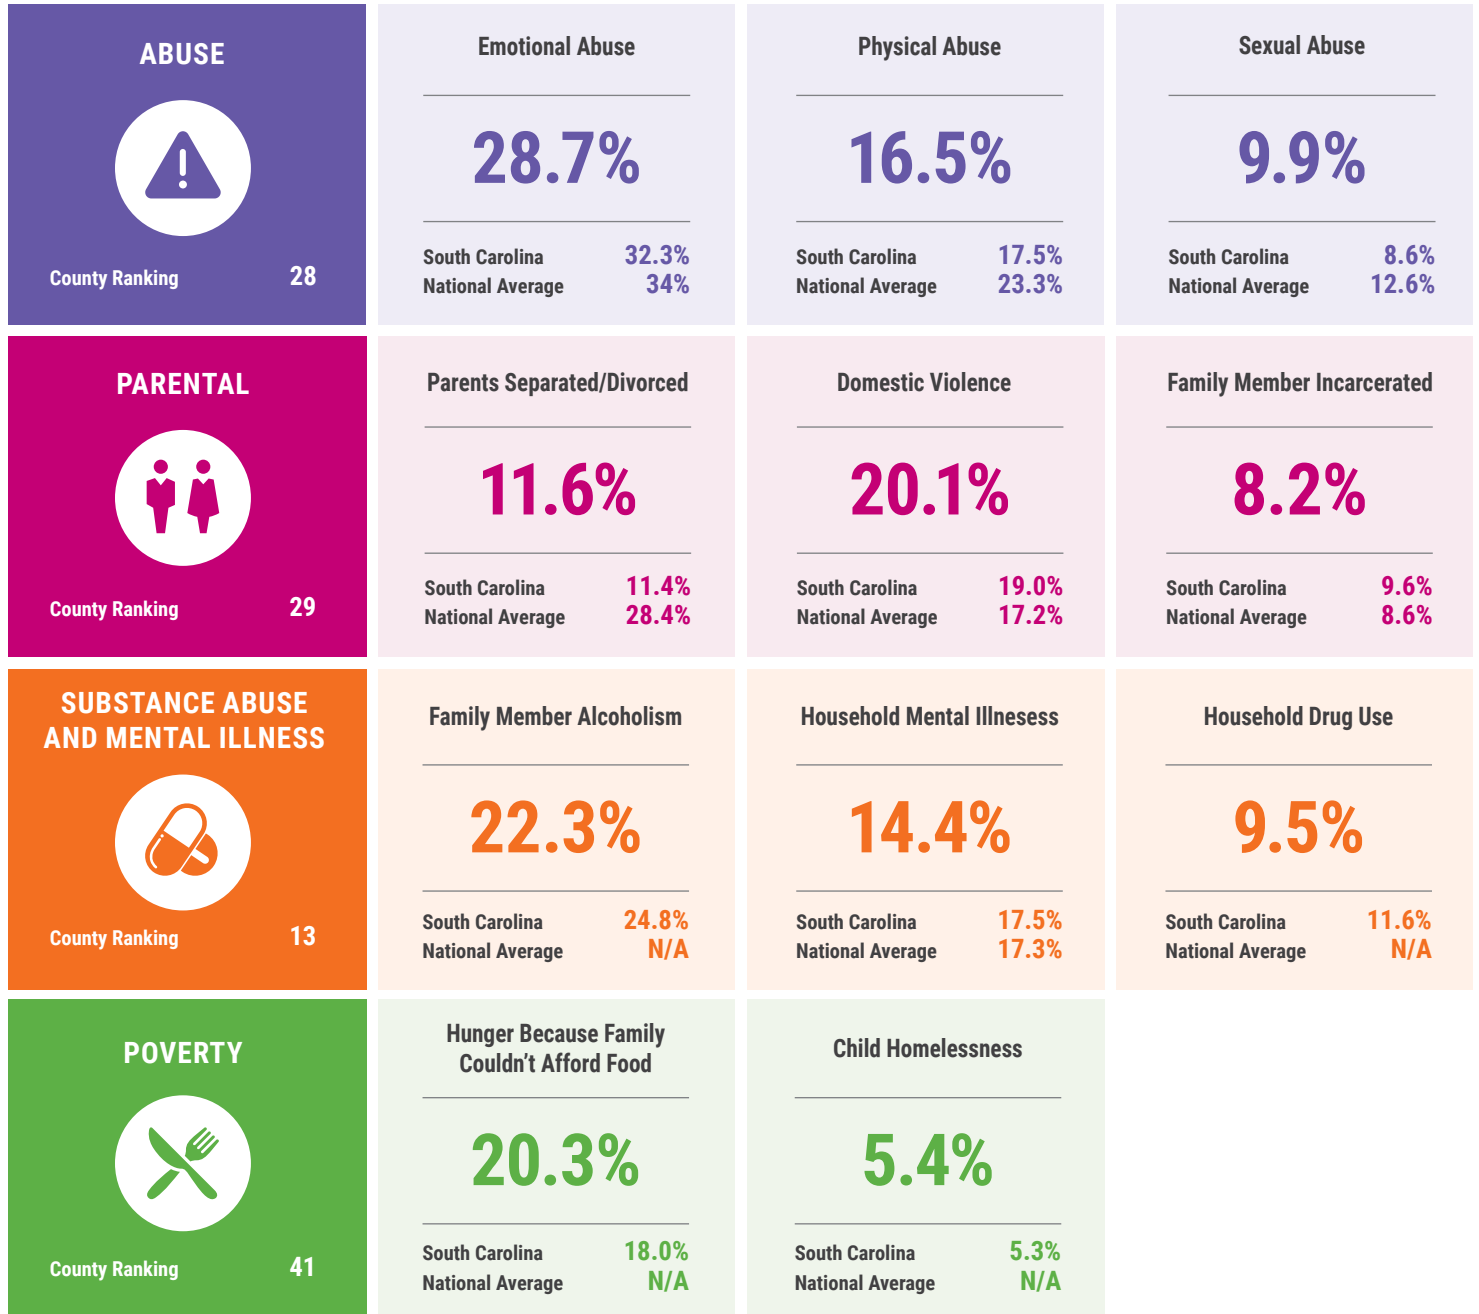 ABUSE
County Ranking 28
Emotional Abuse
28.7%
South Carolina 32.3%
National Average 34%
Physical Abuse
16.5%
South Carolina 17.5%
National Average 23.3%
Sexual Abuse
9.9%
South Carolina 8.6%
National Average 12.6%
PARENTAL
County Ranking 29
Parents Separated/Divorced
11.6%
South Carolina 11.4%
National Average 28.4%
Domestic Violence
20.1%
South Carolina 19.0%
National Average 17.2%
Family Member Incarcerated
8.2%
South Carolina 9.6%
National Average 8.6%
SUBSTANCE ABUSE
AND MENTAL ILLNESS
County Ranking 13
Family Member Alcoholism
22.3%
South Carolina 24.8%
National Average N/A
Household Mental Illnesess
14.4%
South Carolina 17.5%
National Average 17.3%
Household Drug Use
9.5%
South Carolina 11.6%
National Average N/A
POVERTY
County Ranking 41
Hunger Because Family
Couldn't Afford Food
20.3%
South Carolina 18.0%
National Average N/A
Child Homelessness
5.4%
South Carolina 5.3%
National Average N/A